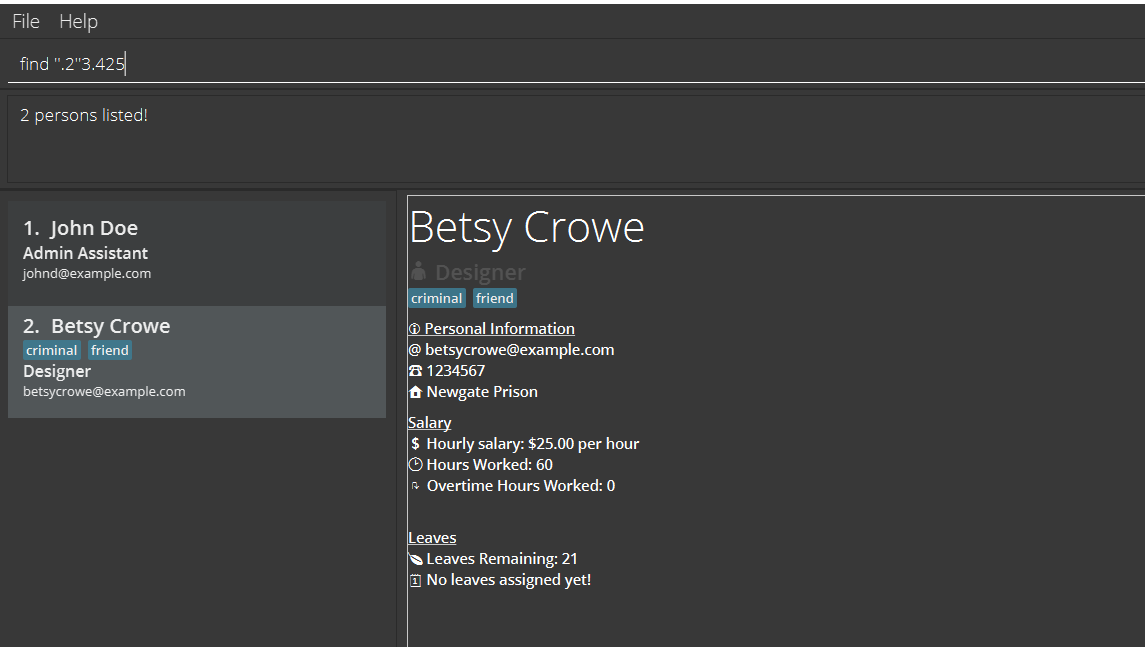 File Help
find ".2"3.425
2 persons listed!
1. John Doe
Admin Assistant
johnd@example.com
2. Betsy Crowe
criminal friend
Designer
betsycrowe@example.com
Betsy Crowe
Designer
criminal friend
Personal Information
@ betsycrowe@example.com
1234567
Newgate Prison
Salary
$ Hourly salary: $25.00 per hour
Hours Worked: 60
Overtime Hours Worked: 0
Leaves
Leaves Remaining: 21
No leaves assigned yet!